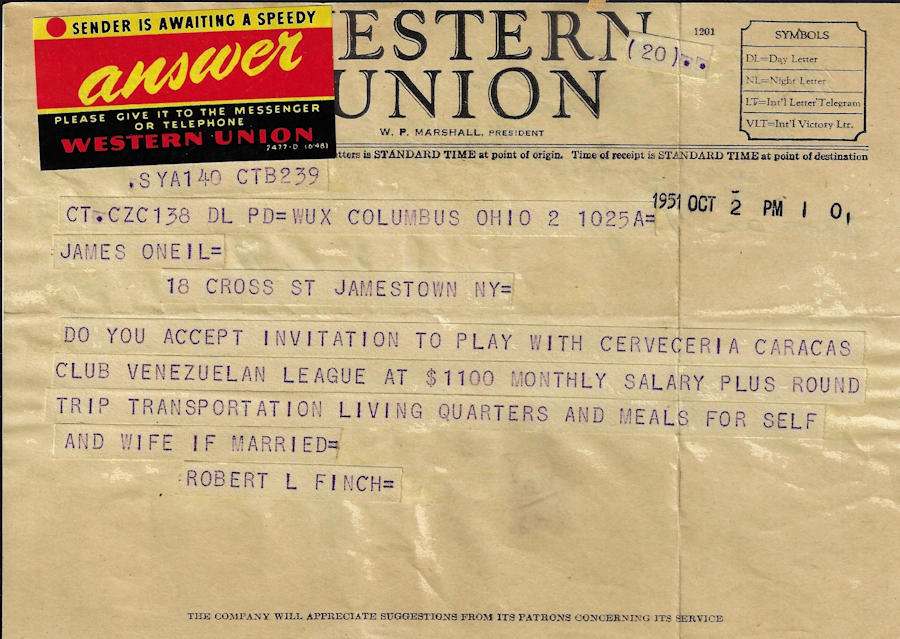 SENDER IS AWAITING A SPEEDY
answer
PLEASE GIVE IT TO THE MESSENGER
OR TELEPHONE
WESTERN UNION
7477-D (6-48)
ESTERN
UNION
W. P. MARSHALL, PRESIDENT
(20)..
1201
SYMBOLS
DL=Day Letter
NL=Night Letter
LT=Int'l Letter Telegram
VLT=Int'l Victory Ltr.
tters is STANDARD TIME at point of origin. Time of receipt is STANDARD TIME at point of destination
.SYA140 CTB239
CT.CZC138 DL PD=WUX COLUMBUS OHIO 2 1025A=
1951 OCT 2 PM 1 0
JAMES ONEIL=
18 CROSS ST JAMESTOWN NY=
DO YOU ACCEPT INVITATION TO PLAY WITH CERVECERIA CARACAS
CLUB VENEZUELAN LEAGUE AT $1100 MONTHLY SALARY PLUS ROUND
TRIP TRANSPORTATION LIVING QUARTERS AND MEALS FOR SELF
AND WIFE IF MARRIED=
ROBERT L FINCH=
THE COMPANY WILL APPRECIATE SUGGESTIONS FROM ITS PATRONS CONCERNING ITS SERVICE